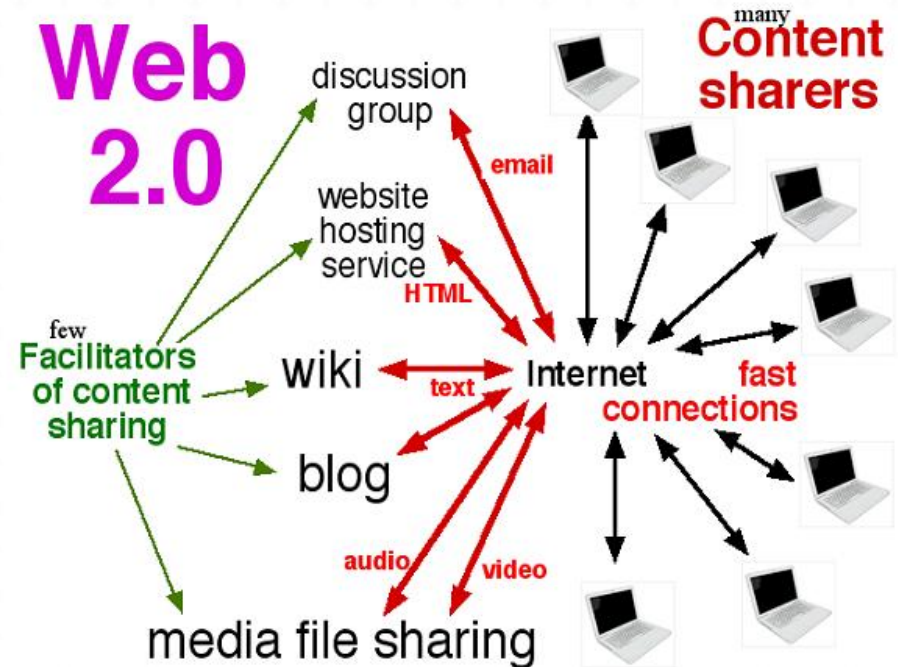 Web
2.0
discussion
group
email
website
hosting
service
HTML
few
Facilitators
of content
sharing
wiki
text
blog
audio
video
media file sharing
Internet
fast
connections
many
Content
sharers